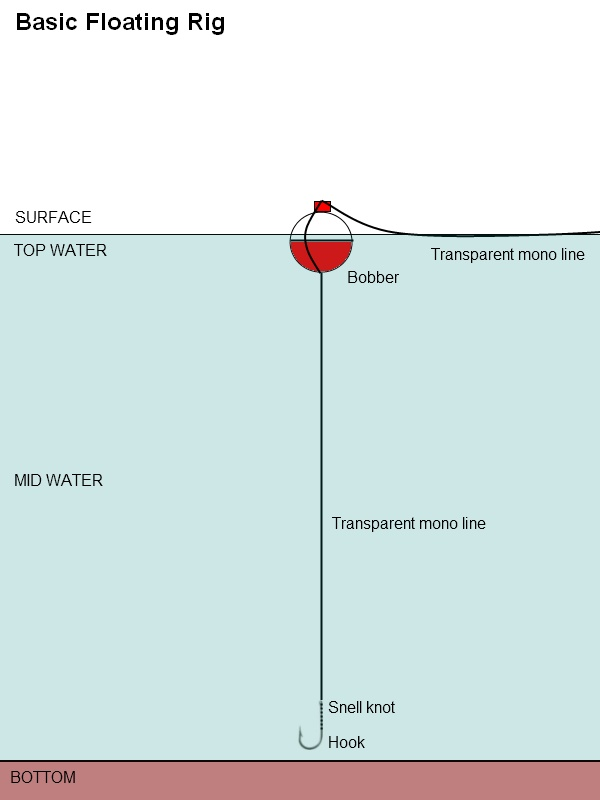 Basic Floating Rig
SURFACE
TOP WATER
Transparent mono line
Bobber
MID WATER
Transparent mono line
Snell knot
Hook
BOTTOM